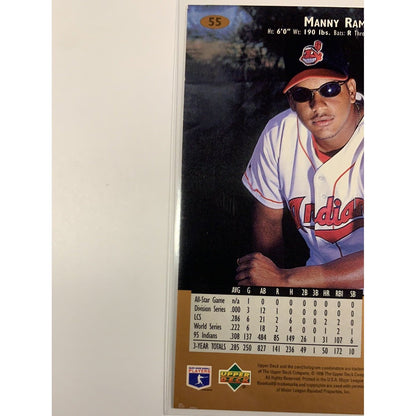 55
MANNY RAM
HT: 6'0" WT: 190 lbs. BATS: R THR
Indian
AVG G AB R H 2B 3B HR RBI SB
All-Star Game n/a 1 0 0 0 0 0 0 0 0
Division Series .000 3 12 1 0 0 0 0 0 0
LCS .286 6 21 2 6 0 0 2 2 0
World Series .222 6 18 2 4 0 0 1 2 1
95 Indians .308 137 484 85 149 26 1 31 107 6
3-YEAR TOTALS .285 250 827 141 236 49 1 50 172 10
PLAYERS
UPPER DECK